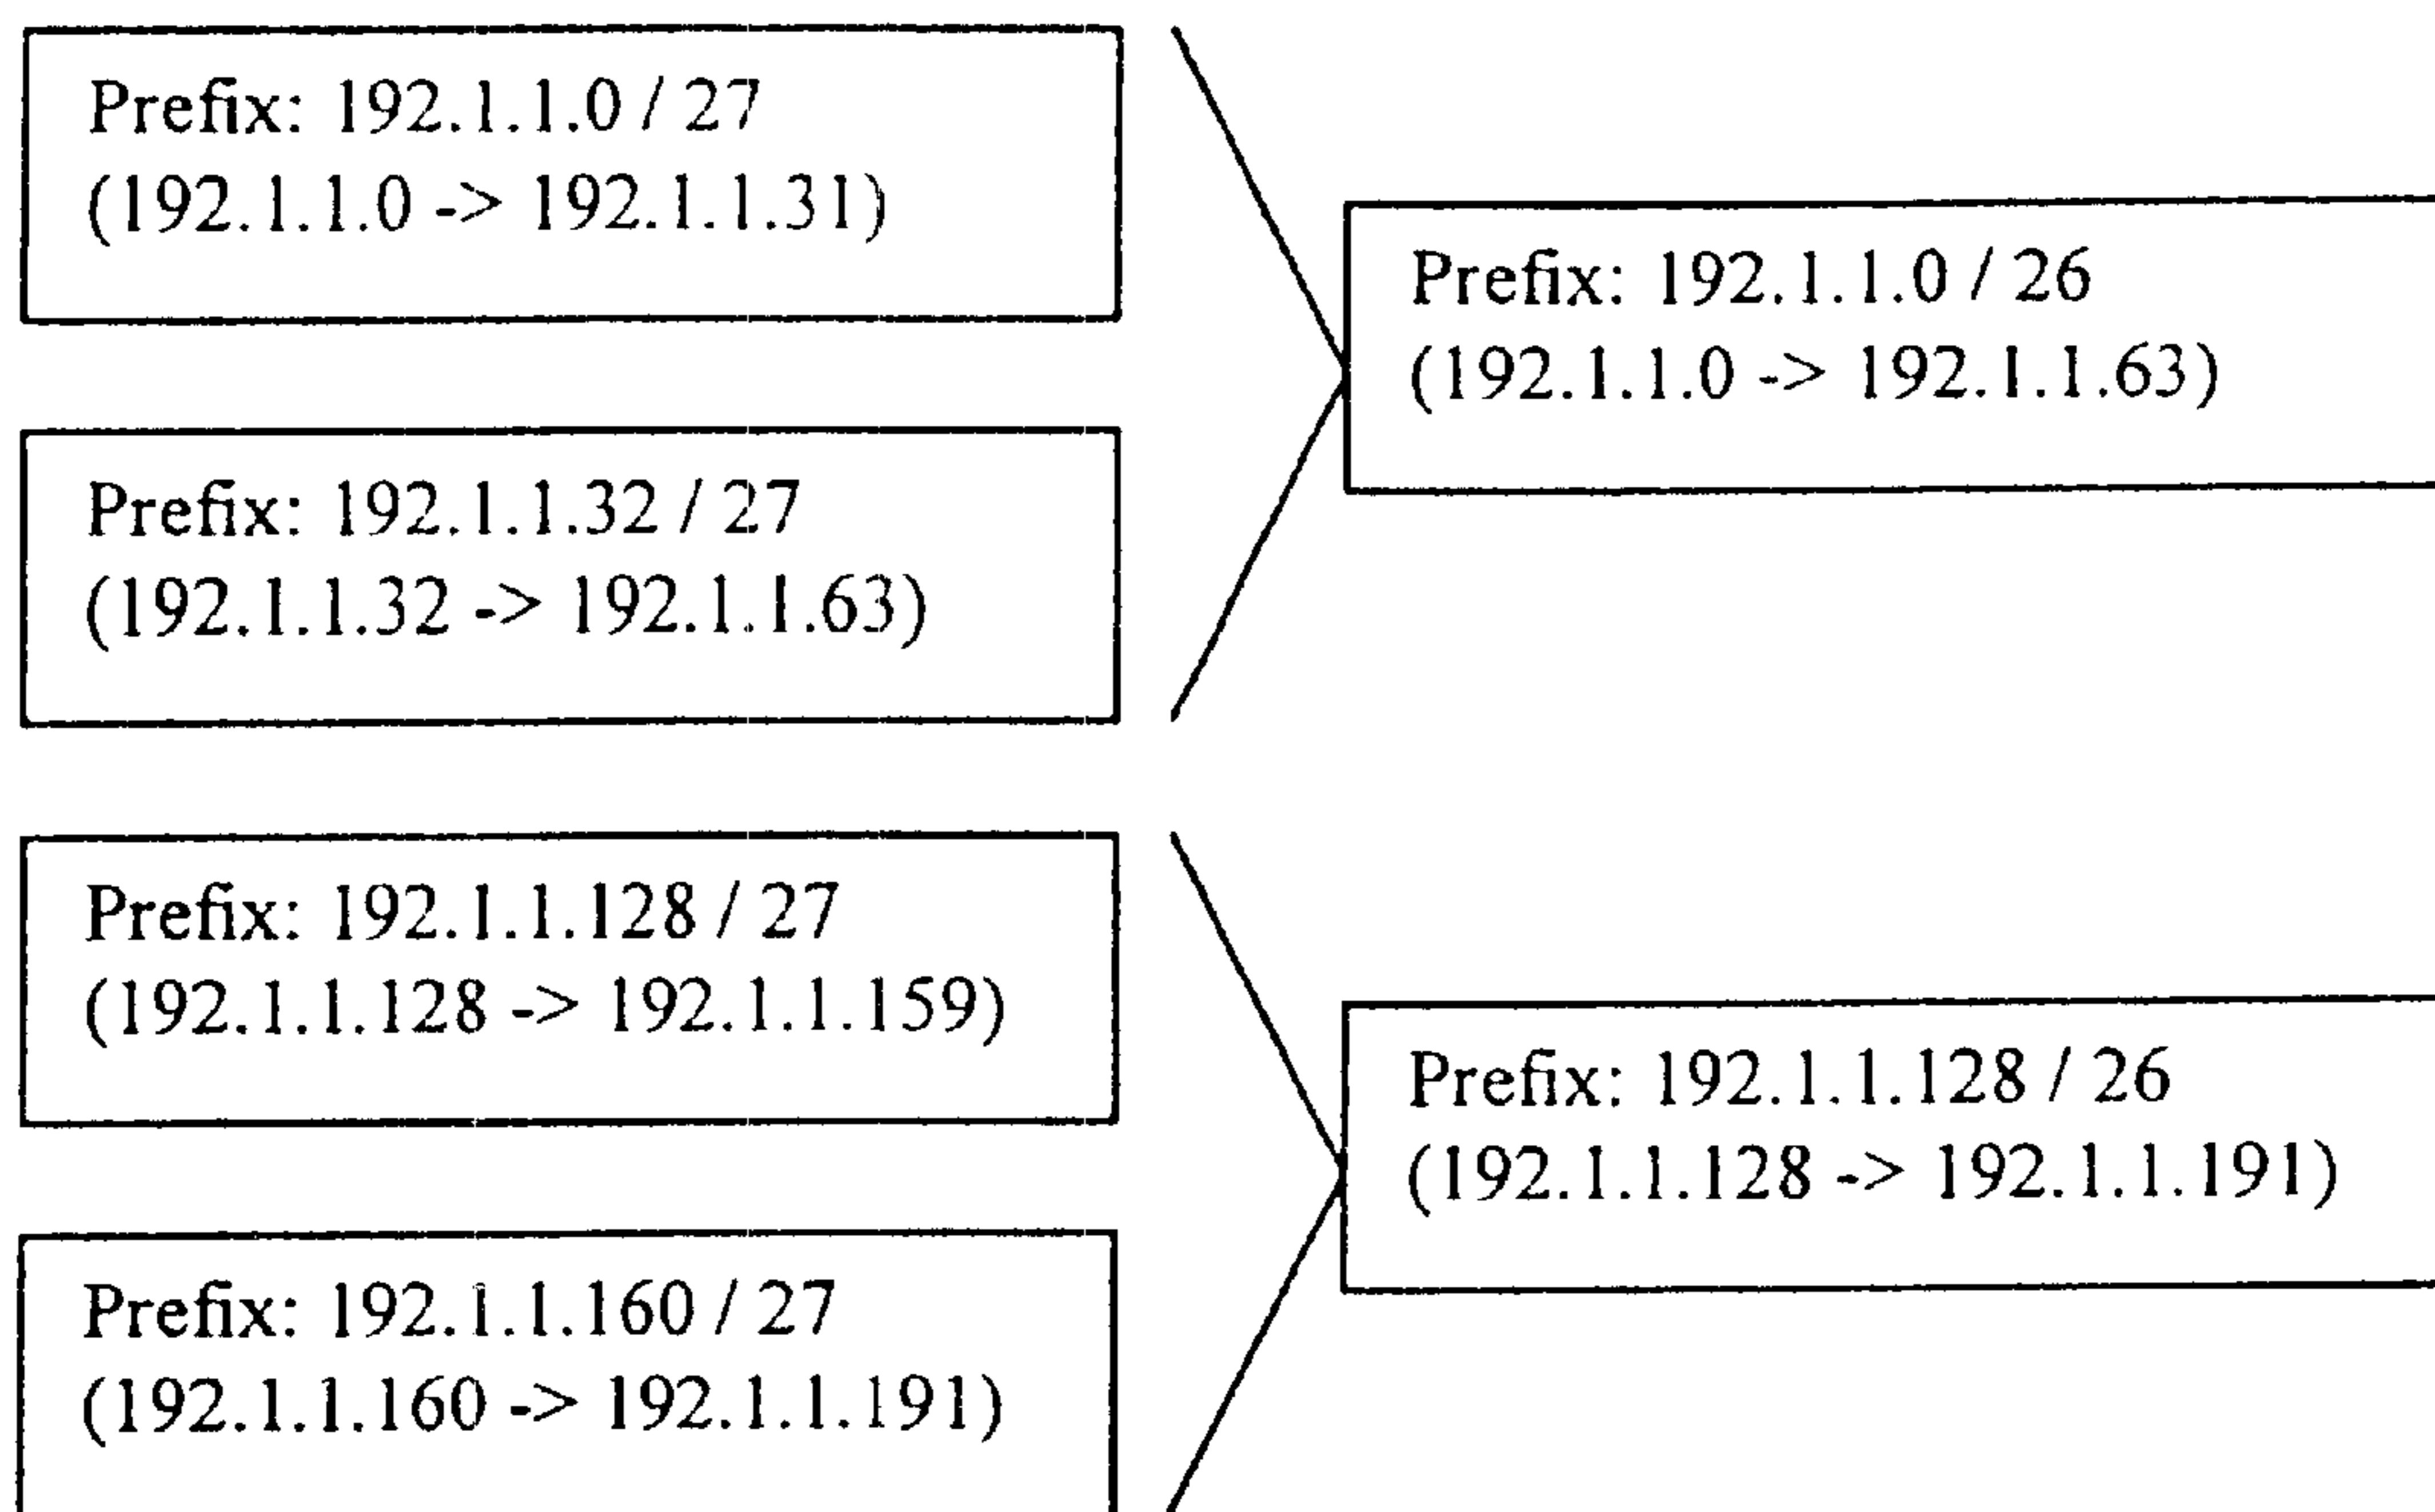 Prefix: 192.1.1.0 / 27
(192.1.1.0 -> 192.1.1.31)
Prefix: 192.1.1.32 / 27
(192.1.1.32 -> 192.1.1.63)
Prefix: 192.1.1.128 / 27
(192.1.1.128 -> 192.1.1.159)
Prefix: 192.1.1.160 / 27
(192.1.1.160 -> 192.1.1.191)
Prefix: 192.1.1.0 / 26
(192.1.1.0 -> 192.1.1.63)
Prefix: 192.1.1.128 / 26
(192.1.1.128 -> 192.1.1.191)